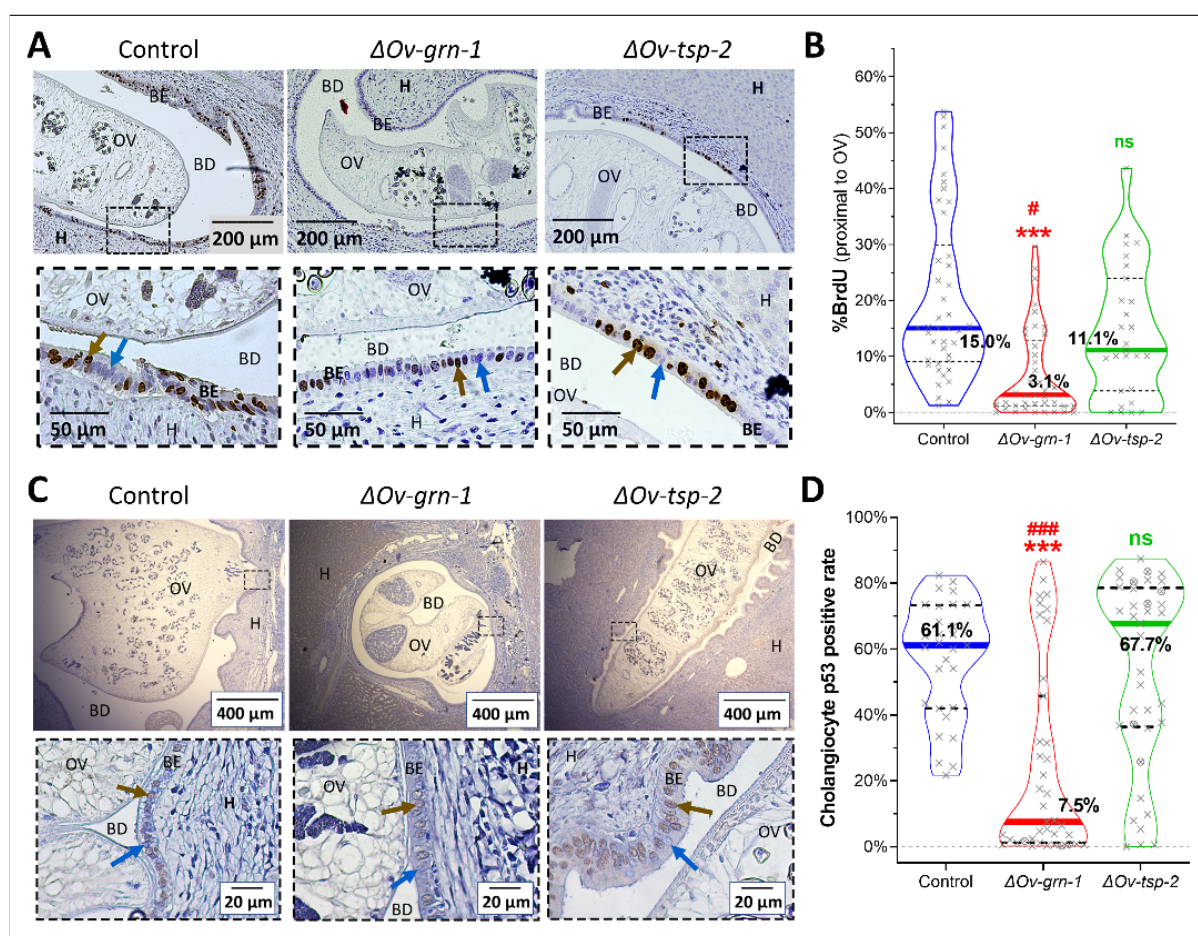 A
Control
ΔOv-grn-1
ΔOv-tsp-2
BE
OV
BD
H
200 µm
BD
H
BE
OV
200 µm
H
BE
OV
BD
200 µm
OV
BD
BE
H
50 µm
OV
BD
BE
H
50 µm
H
BD
OV
BE
50 µm
B
%BrdU (proximal to OV)
60%
50%
40%
30%
20%
10%
0%
15.0%
#
***
3.1%
ns
11.1%
Control
ΔOv-grn-1
ΔOv-tsp-2
C
Control
ΔOv-grn-1
ΔOv-tsp-2
OV
H
BD
400 µm
H
BD
OV
400 µm
BD
OV
H
400 µm
OV
BE
H
BD
20 µm
BE
OV
H
BD
20 µm
H
BE
BD
OV
20 µm
D
Cholangiocyte p53 positive rate
100%
80%
60%
40%
20%
0%
61.1%
###
***
7.5%
ns
67.7%
Control
ΔOv-grn-1
ΔOv-tsp-2